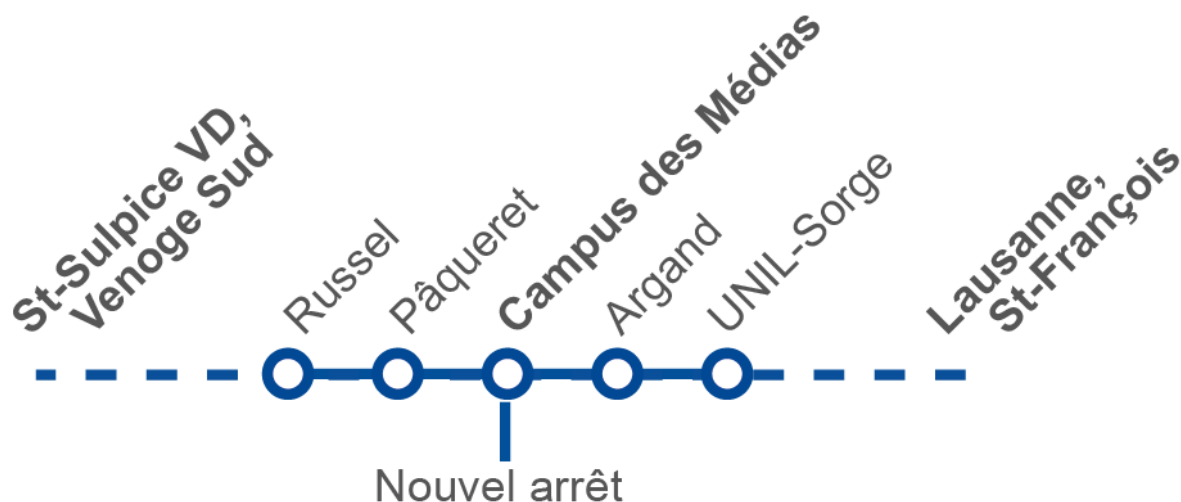 St-Sulpice VD,
Venoge Sud
Russel
Pâqueret
Campus des Médias
Argand
UNIL-Sorge
Lausanne,
St-François
Nouvel arrêt